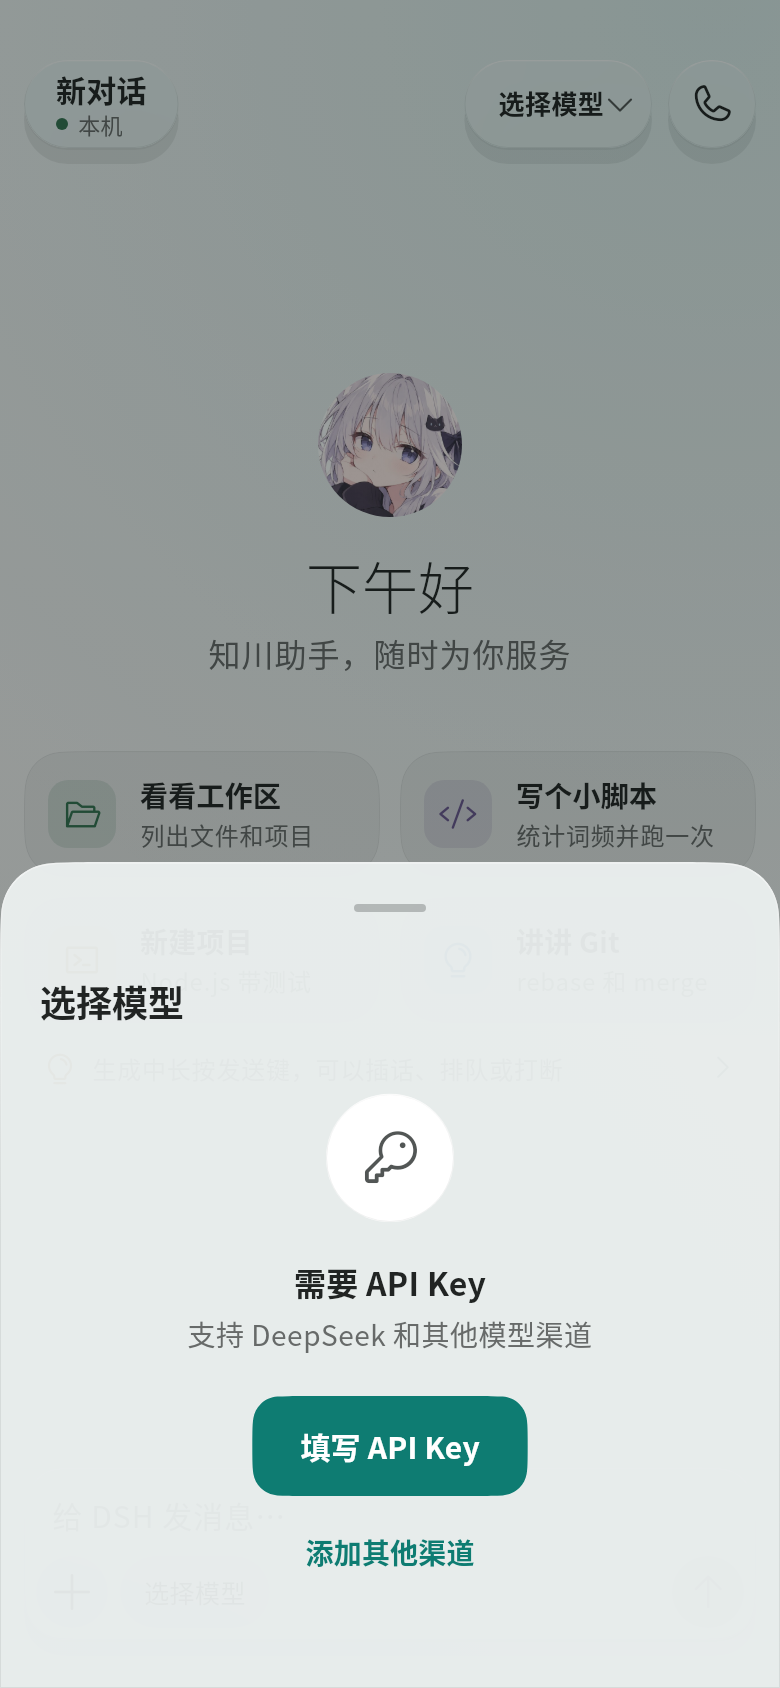 新对话
本机
选择模型
下午好
知川助手，随时为你服务
看看工作区
列出文件和项目
写个小脚本
统计词频并跑一次
新建项目
Node.js 带测试
讲讲 Git
rebase 和 merge
选择模型
生成中长按发送键，可以插话、排队或打断
需要 API Key
支持 DeepSeek 和其他模型渠道
填写 API Key
给 DSH 发消息…
添加其他渠道
选择模型